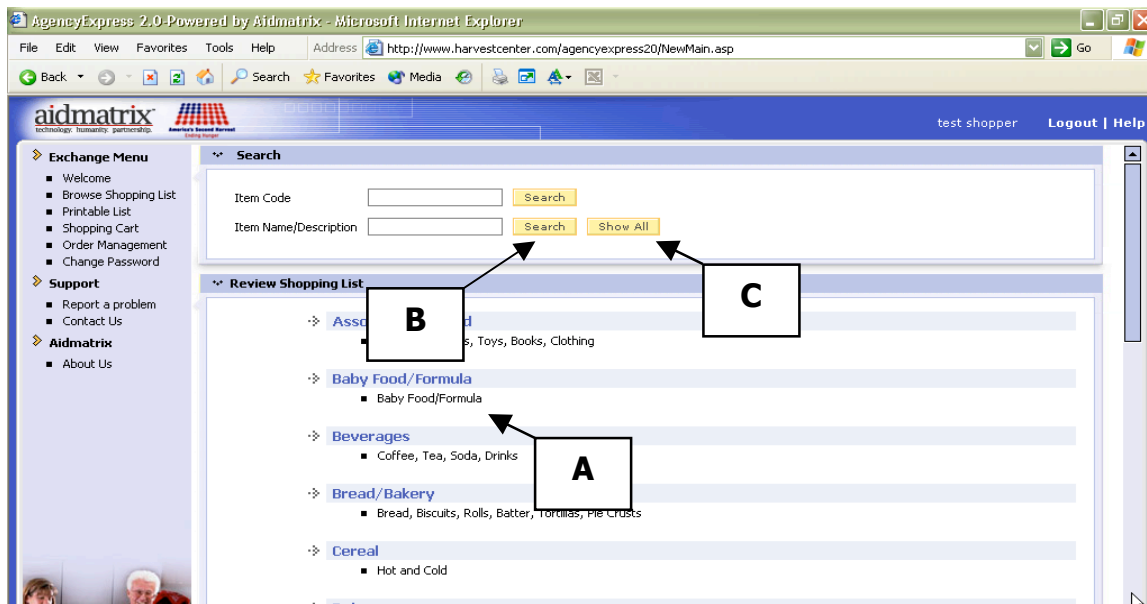 AgencyExpress 2.0-Powered by Aidmatrix - Microsoft Internet Explorer
File Edit View Favorites Tools Help Address http://www.harvestcenter.com/agencyexpress20/NewMain.asp Go
Back Search Favorites Media
aidmatrix
technology. humanity. partnership.
America's Second Harvest
Ending Hunger
test shopper Logout | Help
Exchange Menu
Welcome
Browse Shopping List
Printable List
Shopping Cart
Order Management
Change Password
Support
Report a problem
Contact Us
Aidmatrix
About Us
Search
Item Code Search
Item Name/Description Search Show All
B
C
Review Shopping List
Toys, Books, Clothing
Baby Food/Formula
Baby Food/Formula
Beverages
Coffee, Tea, Soda, Drinks
A
Bread/Bakery
Bread, Biscuits, Rolls, Batter, Tortillas, Pie Crusts
Cereal
Hot and Cold